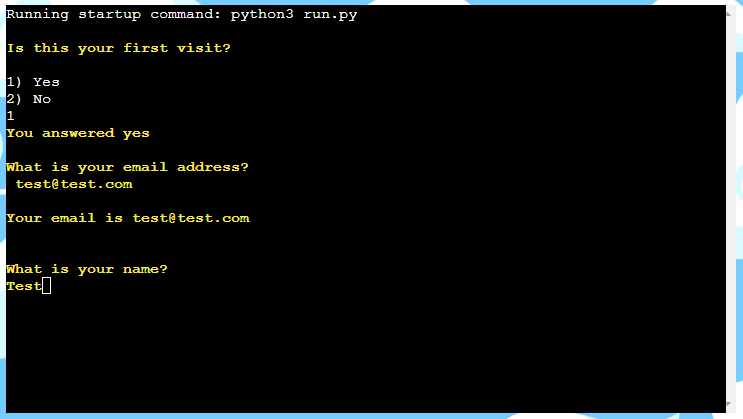 Running startup command: python3 run.py
Is this your first visit?
1) Yes
2) No
1
You answered yes
What is your email address?
test@test.com
Your email is test@test.com
What is your name?
Test